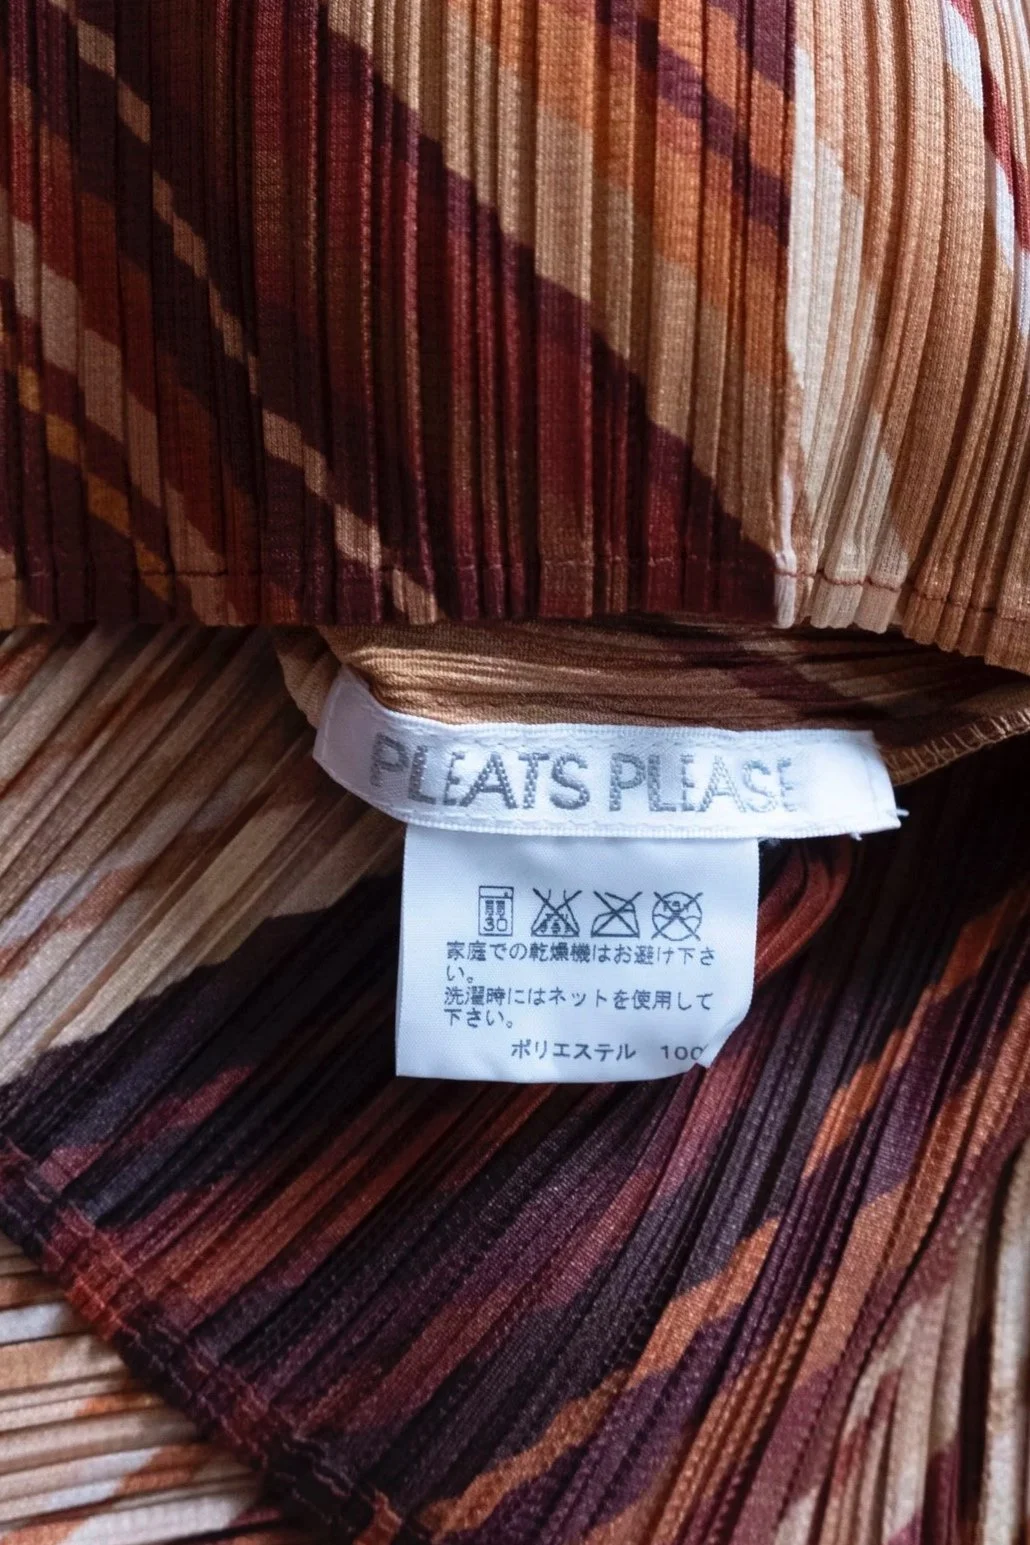 PLEATS PLEASE
30
家庭での乾燥機はお避け下さ
い。
洗濯時にはネットを使用して
下さい。
ポリエステル 100